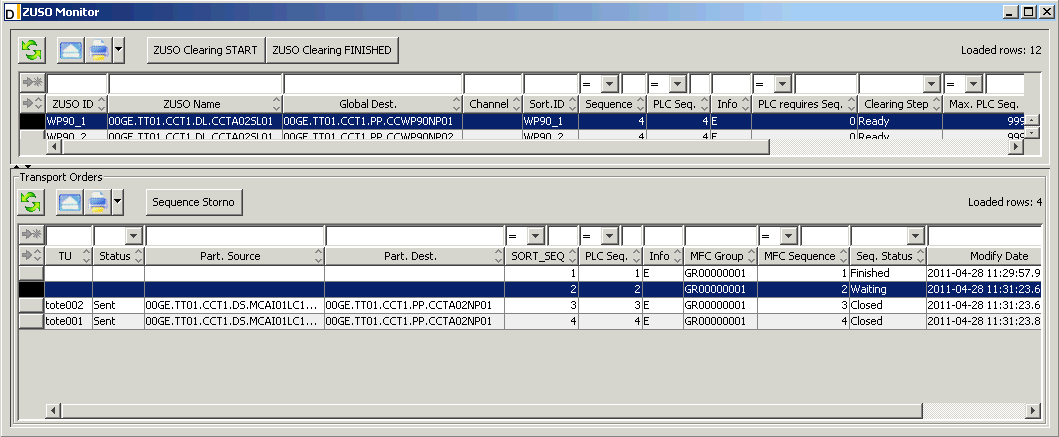 D ZUSO Monitor
ZUSO Clearing START ZUSO Clearing FINISHED Loaded rows: 12
= = = =
ZUSO ID ZUSO Name Global Dest. Channel Sort.ID Sequence PLC Seq. Info PLC requires Seq. Clearing Step Max. PLC Seq.
WP90_1 00GE.TT01.CCT1.DL.CCTA02SL01 00GE.TT01.CCT1.PP.CCWP90NP01 WP90_1 4 4 E 0 Ready 999
WP90_2 00GE.TT01.CCT1.DL.CCTA02SL01 00GE.TT01.CCT1.PP.CCWP90NP02 WP90_2 4 4 E 0 Ready 999
Transport Orders
Sequence Storno Loaded rows: 4
= = =
TU Status Part. Source Part. Dest. SORT_SEQ PLC Seq. Info MFC Group MFC Sequence Seq. Status Modify Date
1 1 E GR00000001 1 Finished 2011-04-28 11:29:57.9
2 2 E GR00000001 2 Waiting 2011-04-28 11:31:23.6
tote002 Sent 00GE.TT01.CCT1.DS.MCAI01LC1... 00GE.TT01.CCT1.PP.CCTA02NP01 3 3 E GR00000001 3 Closed 2011-04-28 11:31:23.6
tote001 Sent 00GE.TT01.CCT1.DS.MCAI01LC1... 00GE.TT01.CCT1.PP.CCTA02NP01 4 4 E GR00000001 4 Closed 2011-04-28 11:31:23.8